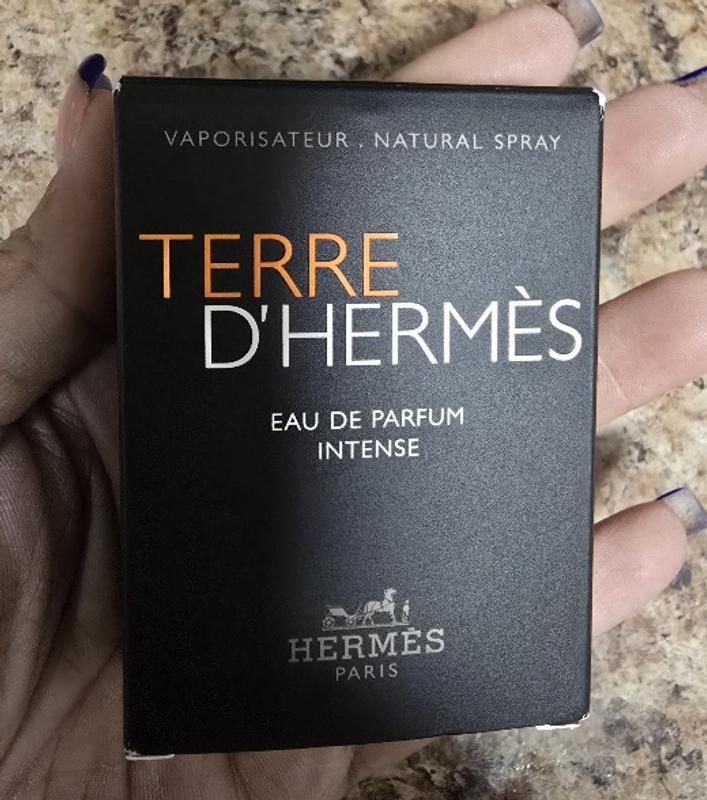 VAPORISATEUR . NATURAL SPRAY
TERRE
D'HERMÈS
EAU DE PARFUM
INTENSE
HERMÈS
PARIS